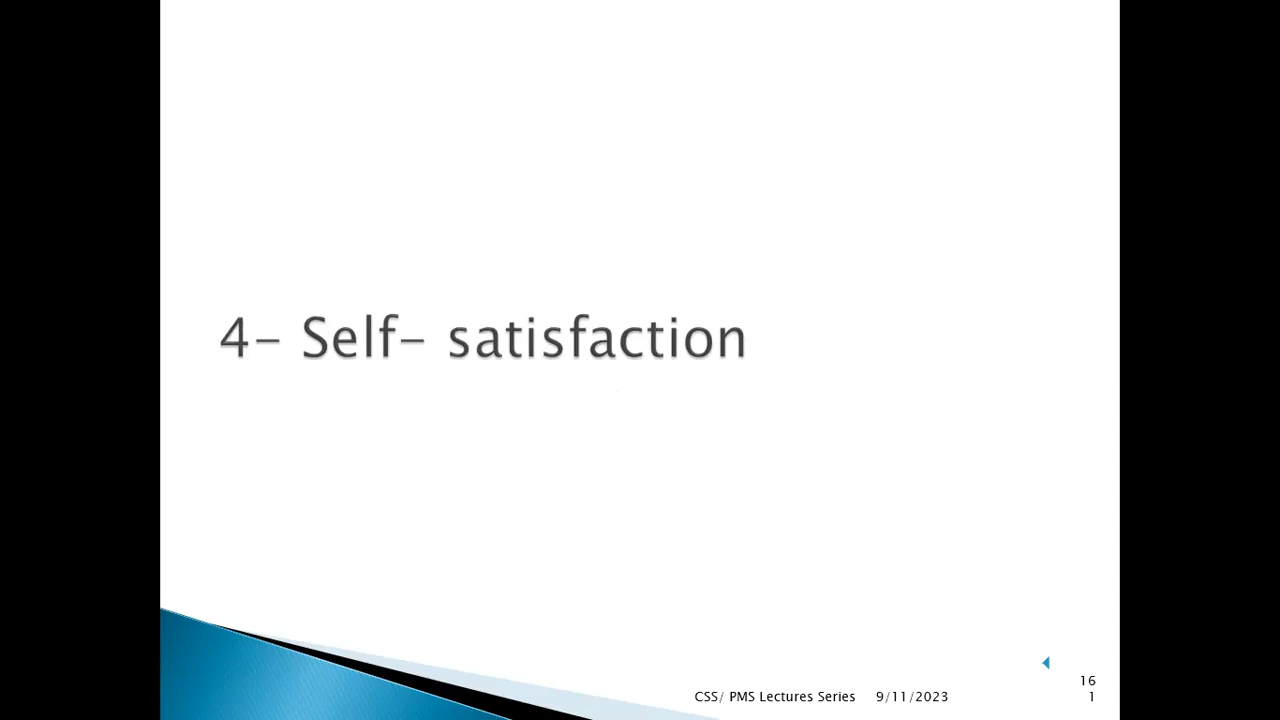 4- Self- satisfaction
16
CSS/ PMS Lectures Series 9/11/2023 1